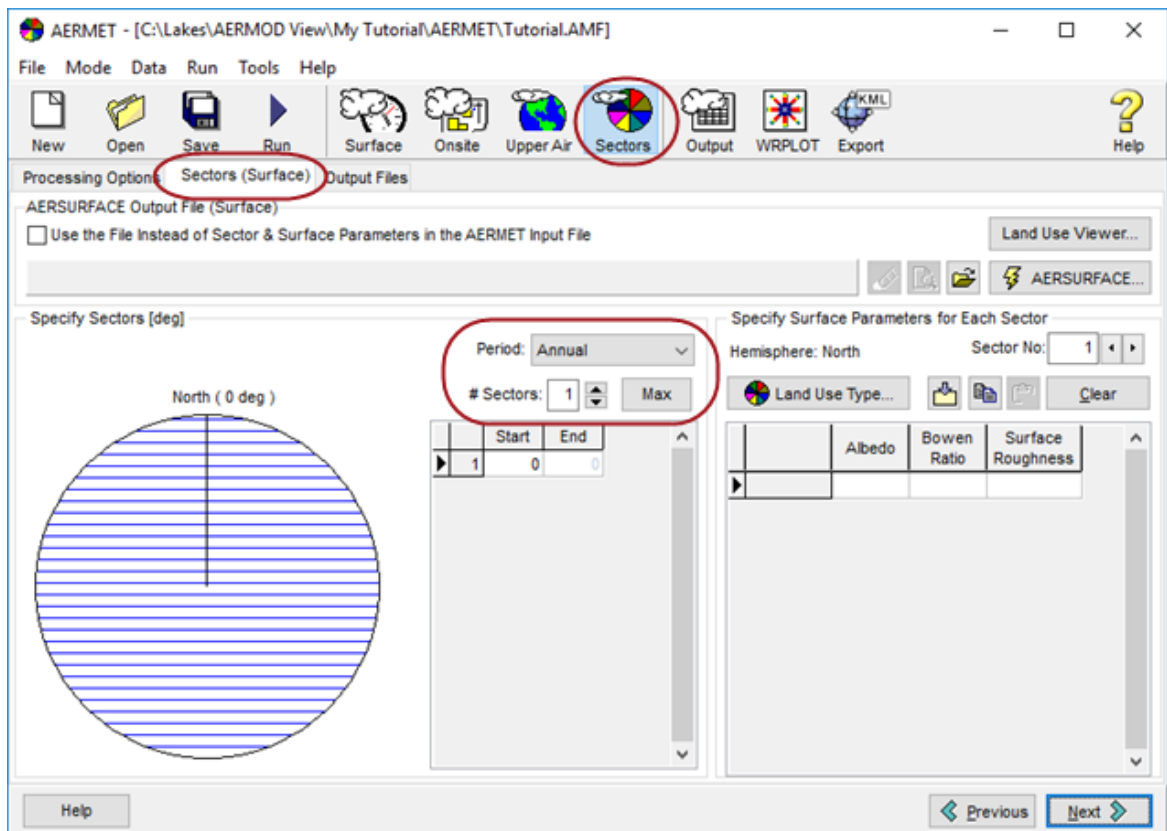 AERMET - [C:\Lakes\AERMOD View\My Tutorial\AERMET\Tutorial.AMF]
File Mode Data Run Tools Help
KML
New Open Save Run Surface Onsite Upper Air Sectors Output WRPLOT Export Help
Processing Options Sectors (Surface) Output Files
AERSURFACE Output File (Surface)
Use the File Instead of Sector & Surface Parameters in the AERMET Input File Land Use Viewer...
AERSURFACE...
Specify Sectors [deg] Specify Surface Parameters for Each Sector
Period: Annual Hemisphere: North Sector No: 1
North ( 0 deg ) # Sectors: 1 Max Land Use Type... Clear
Start End Albedo Bowen Ratio Surface Roughness
1 0 0
Help Previous Next